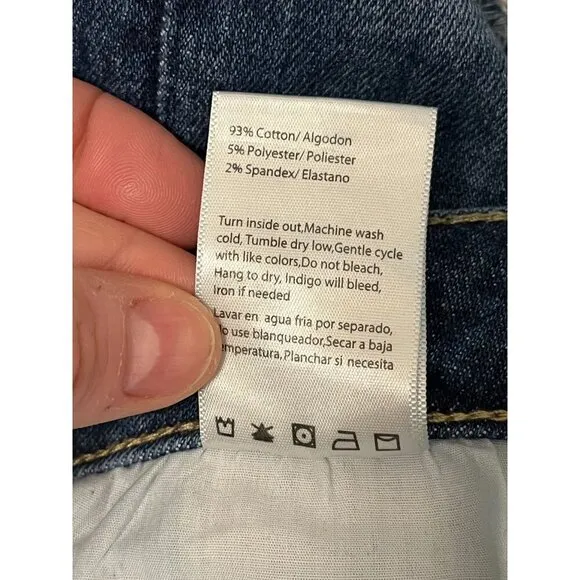 93% Cotton/ Algodon
5% Polyester/ Poliester
2% Spandex/ Elastano
Turn inside out,Machine wash
cold, Tumble dry low,Gentle cycle
with like colors,Do not bleach,
Hang to dry, Indigo will bleed,
Iron if needed
Lavar en agua fria por separado,
use blanqueador,Secar a baja
Planchar si necesita